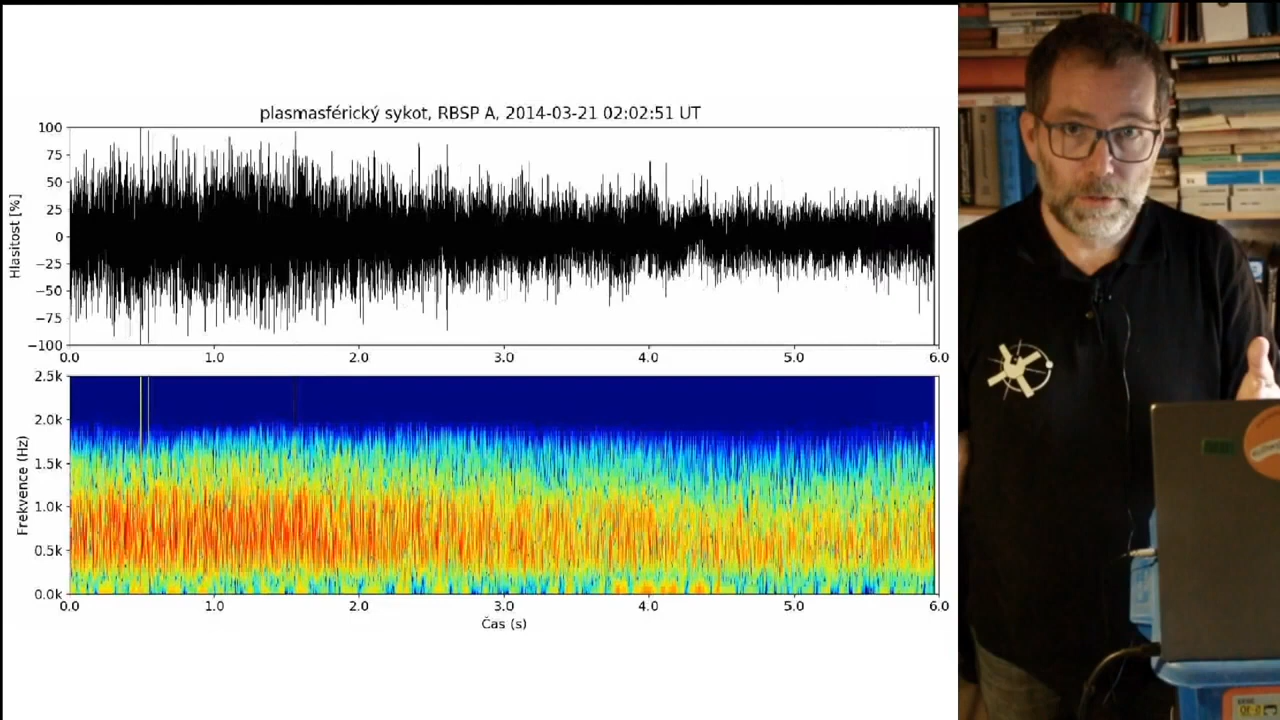 plasmasférický sykot, RBSP A, 2014-03-21 02:02:51 UT
Hlasitost [%]
100
75
50
25
0
−25
−50
−75
−100
0.0 1.0 2.0 3.0 4.0 5.0 6.0
Frekvence (Hz)
2.5k
2.0k
1.5k
1.0k
0.5k
0.0k
0.0 1.0 2.0 3.0 4.0 5.0 6.0
Čas (s)